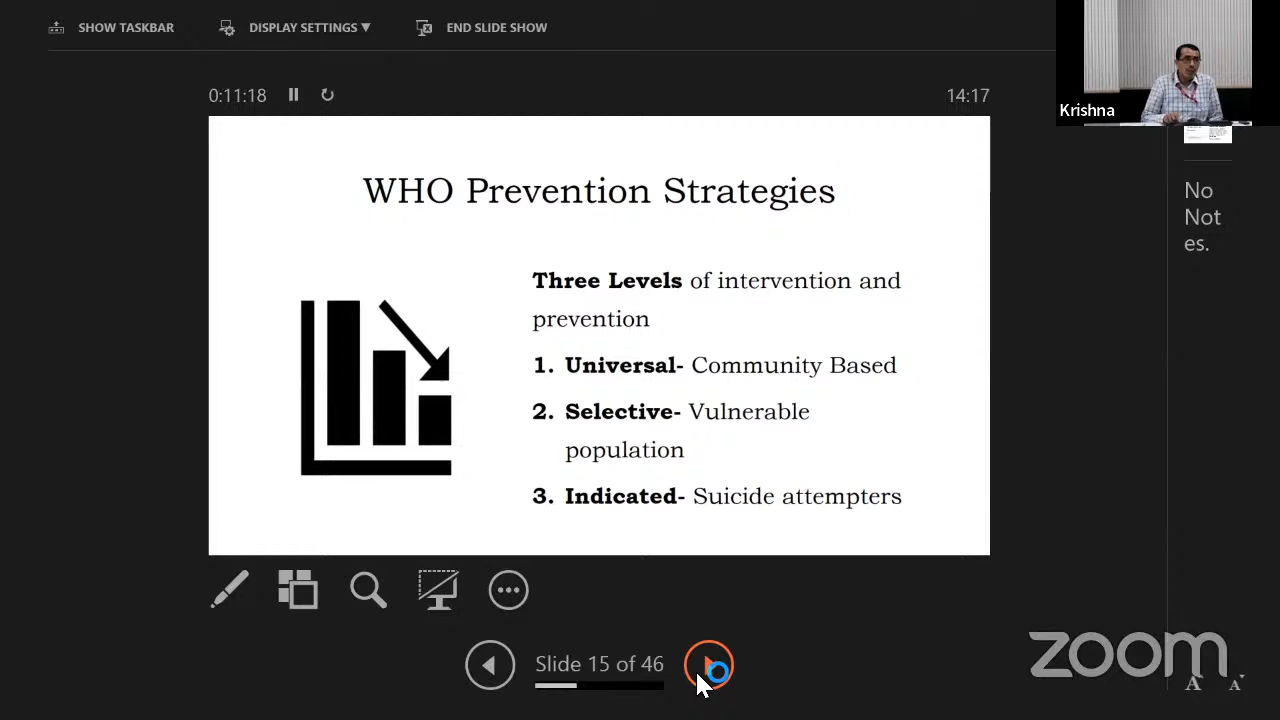 SHOW TASKBAR DISPLAY SETTINGS ▼ END SLIDE SHOW
Krishna
0:11:18 14:17
WHO Prevention Strategies
Three Levels of intervention and
prevention
1. Universal- Community Based
2. Selective- Vulnerable
population
3. Indicated- Suicide attempters
No
Not
es.
Slide 15 of 46
zoom
A A